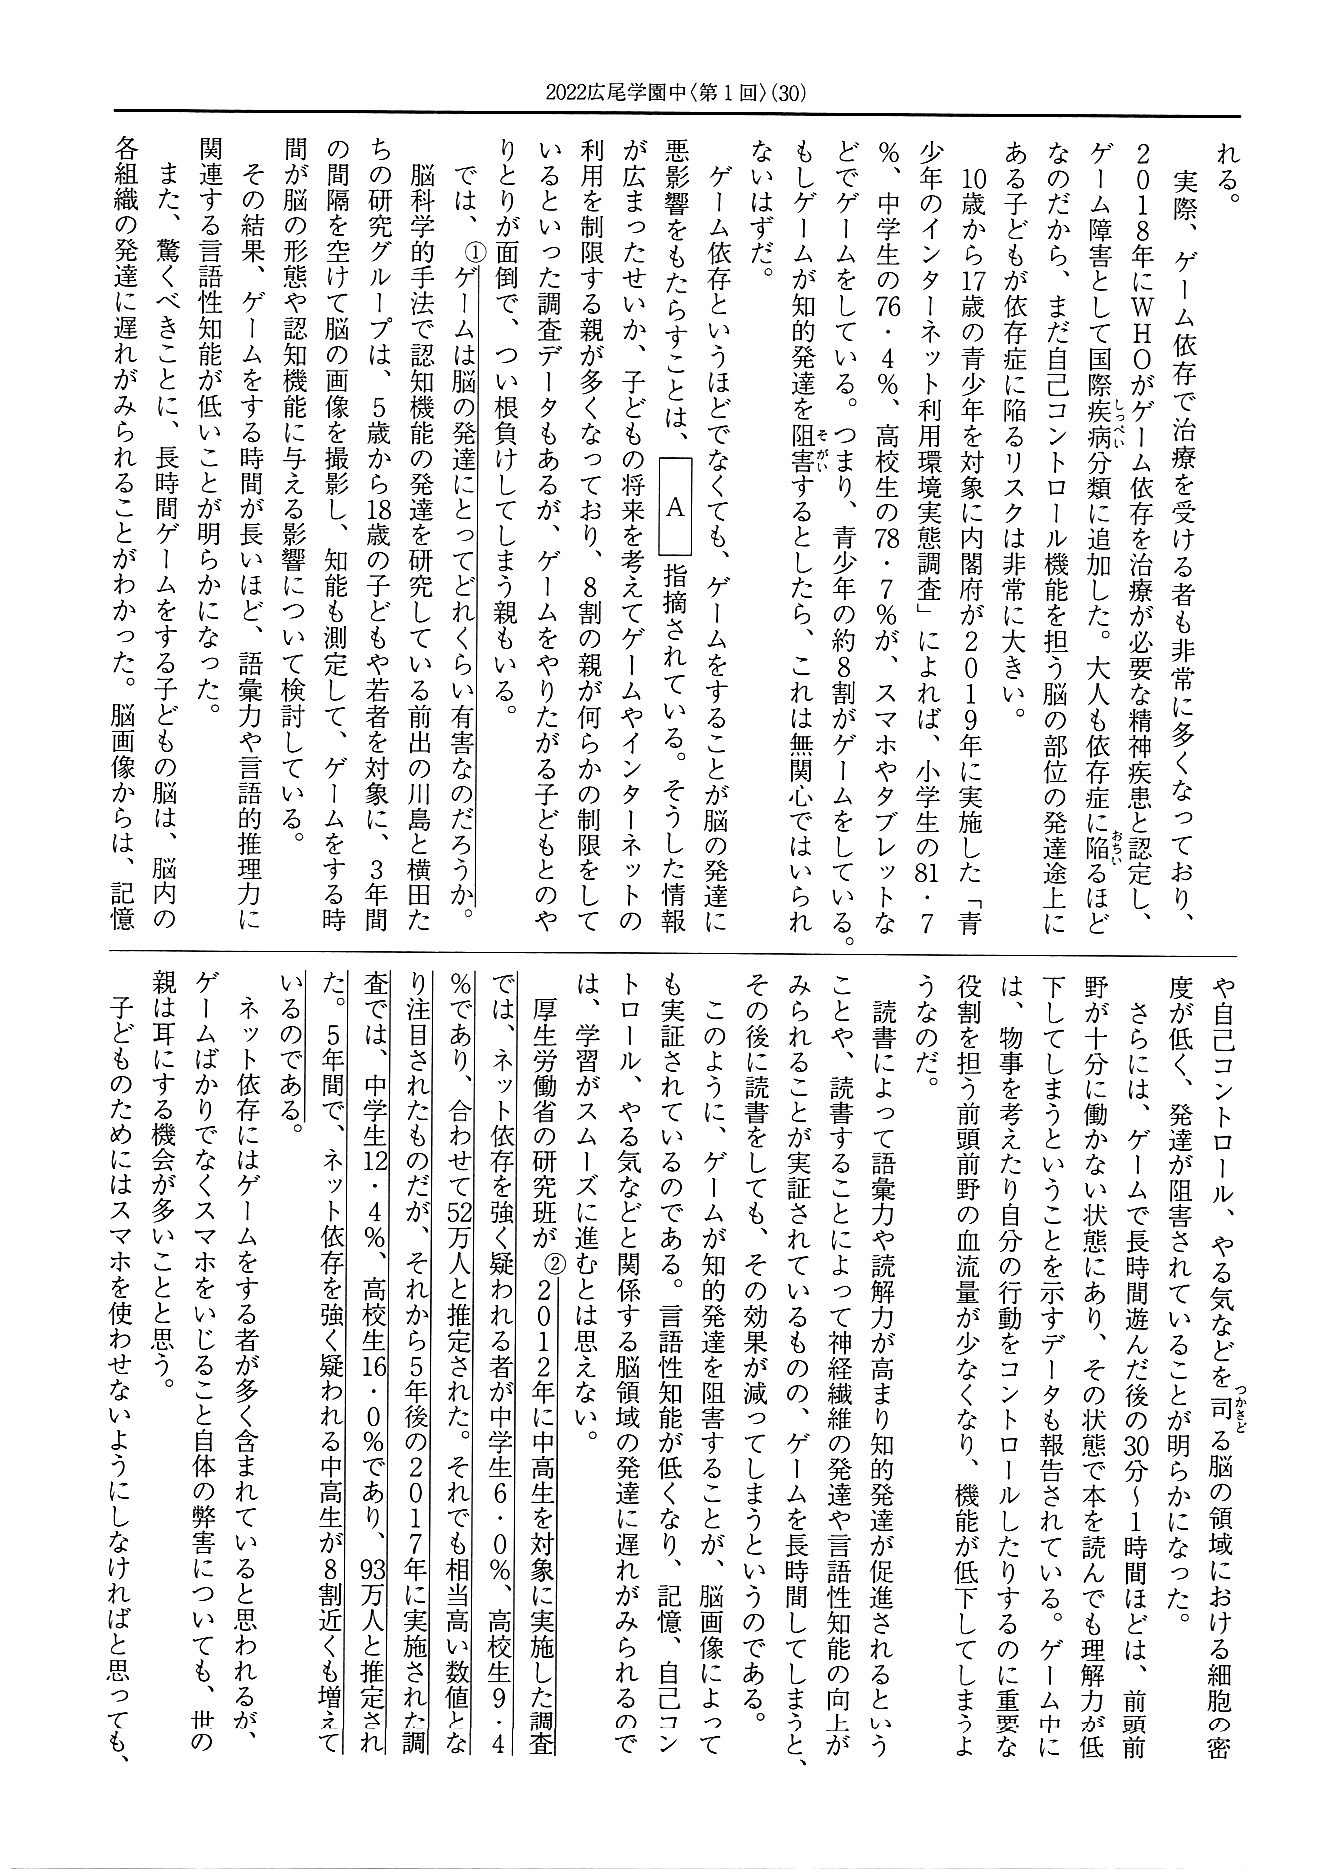 2022広尾学園中〈第1回〉(30)
れる。
　実際、ゲーム依存で治療を受ける者も非常に多くなっており、
2018年にWHOがゲーム依存を治療が必要な精神疾患と認定し、
ゲーム障害として国際疾病しっぺい分類に追加した。大人も依存症に陥おちいるほど
なのだから、まだ自己コントロール機能を担う脳の部位の発達途上に
ある子どもが依存症に陥るリスクは非常に大きい。
　10歳から17歳の青少年を対象に内閣府が2019年に実施した「青
少年のインターネット利用環境実態調査」によれば、小学生の81・7
%、中学生の76・4%、高校生の78・7%が、スマホやタブレットな
どでゲームをしている。つまり、青少年の約8割がゲームをしている。
もしゲームが知的発達を阻害そがいするとしたら、これは無関心ではいられ
ないはずだ。
　ゲーム依存というほどでなくても、ゲームをすることが脳の発達に
悪影響をもたらすことは、A指摘されている。そうした情報
が広まったせいか、子どもの将来を考えてゲームやインターネットの
利用を制限する親が多くなっており、8割の親が何らかの制限をして
いるといった調査データもあるが、ゲームをやりたがる子どもとのや
りとりが面倒で、つい根負けしてしまう親もいる。
　では、①ゲームは脳の発達にとってどれくらい有害なのだろうか。
　脳科学的手法で認知機能の発達を研究している前出の川島と横田た
ちの研究グループは、5歳から18歳の子どもや若者を対象に、3年間
の間隔を空けて脳の画像を撮影し、知能も測定して、ゲームをする時
間が脳の形態や認知機能に与える影響について検討している。
　その結果、ゲームをする時間が長いほど、語彙力や言語的推理力に
関連する言語性知能が低いことが明らかになった。
　また、驚くべきことに、長時間ゲームをする子どもの脳は、脳内の
各組織の発達に遅れがみられることがわかった。脳画像からは、記憶
や自己コントロール、やる気などを司つかさどる脳の領域における細胞の密
度が低く、発達が阻害されていることが明らかになった。
　さらには、ゲームで長時間遊んだ後の30分〜1時間ほどは、前頭前
野が十分に働かない状態にあり、その状態で本を読んでも理解力が低
下してしまうということを示すデータも報告されている。ゲーム中に
は、物事を考えたり自分の行動をコントロールしたりするのに重要な
役割を担う前頭前野の血流量が少なくなり、機能が低下してしまうよ
うなのだ。
　読書によって語彙力や読解力が高まり知的発達が促進されるという
ことや、読書することによって神経繊維の発達や言語性知能の向上が
みられることが実証されているものの、ゲームを長時間してしまうと、
その後に読書をしても、その効果が減ってしまうというのである。
　このように、ゲームが知的発達を阻害することが、脳画像によって
も実証されているのである。言語性知能が低くなり、記憶、自己コン
トロール、やる気などと関係する脳領域の発達に遅れがみられるので
は、学習がスムーズに進むとは思えない。
　厚生労働省の研究班が②2012年に中高生を対象に実施した調査
では、ネット依存を強く疑われる者が中学生6・0%、高校生9・4
%であり、合わせて52万人と推定された。それでも相当高い数値とな
り注目されたものだが、それから5年後の2017年に実施された調
査では、中学生12・4%、高校生16・0%であり、93万人と推定され
た。5年間で、ネット依存を強く疑われる中高生が8割近くも増えて
いるのである。
　ネット依存にはゲームをする者が多く含まれていると思われるが、
ゲームばかりでなくスマホをいじること自体の弊害についても、世の
親は耳にする機会が多いことと思う。
　子どものためにはスマホを使わせないようにしなければと思っても、